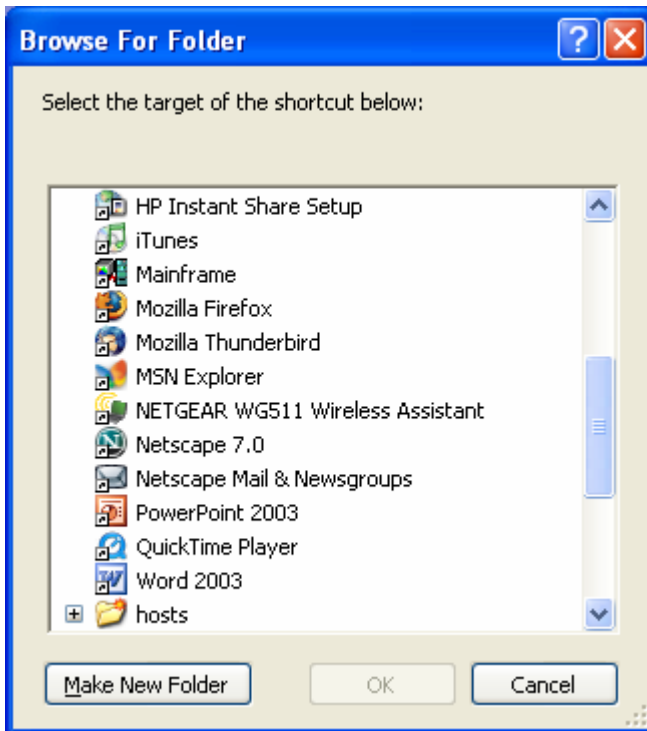 Browse For Folder
Select the target of the shortcut below:
HP Instant Share Setup
iTunes
Mainframe
Mozilla Firefox
Mozilla Thunderbird
MSN Explorer
NETGEAR WG511 Wireless Assistant
Netscape 7.0
Netscape Mail & Newsgroups
PowerPoint 2003
QuickTime Player
Word 2003
hosts
Make New Folder OK Cancel